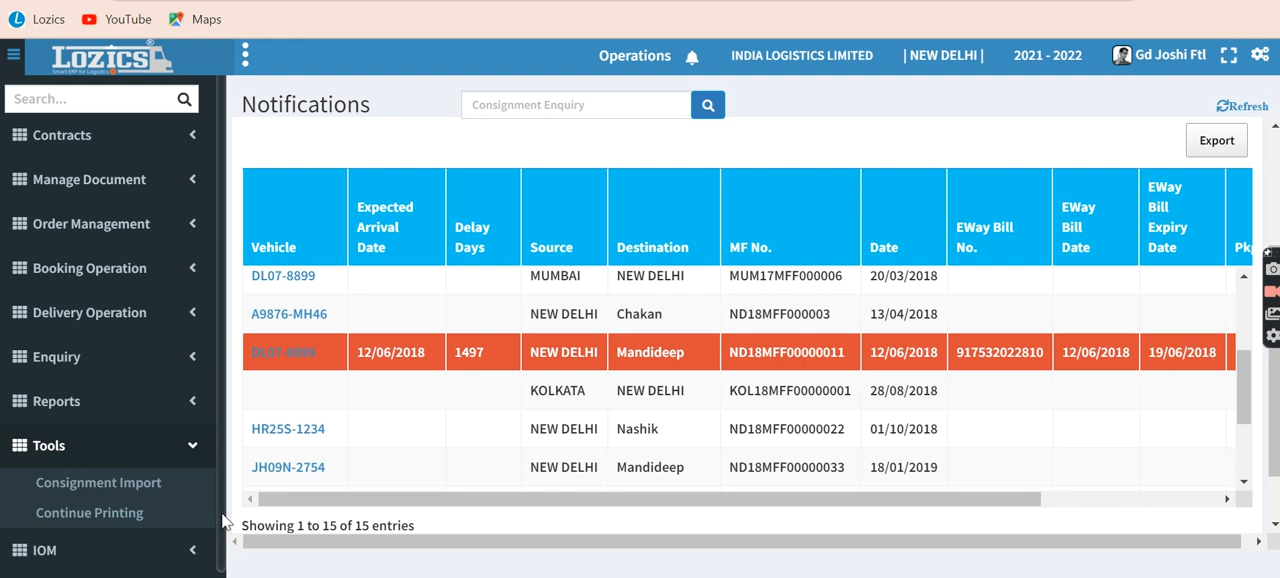 Lozics YouTube Maps
LOZICS®
Smart ERP for Logistics
Operations INDIA LOGISTICS LIMITED | NEW DELHI | 2021 - 2022 Gd Joshi Ftl
Search...
Contracts
Manage Document
Order Management
Booking Operation
Delivery Operation
Enquiry
Reports
Tools
Consignment Import
Continue Printing
IOM
Notifications Consignment Enquiry Refresh
Export
Vehicle Expected Arrival Date Delay Days Source Destination MF No. Date EWay Bill No. EWay Bill Date EWay Bill Expiry Date
DL07-8899 MUMBAI NEW DELHI MUM17MFF000006 20/03/2018
A9876-MH46 NEW DELHI Chakan ND18MFF000003 13/04/2018
DL07-8899 12/06/2018 1497 NEW DELHI Mandideep ND18MFF00000011 12/06/2018 917532022810 12/06/2018 19/06/2018
KOLKATA NEW DELHI KOL18MFF00000001 28/08/2018
HR25S-1234 NEW DELHI Nashik ND18MFF00000022 01/10/2018
JH09N-2754 NEW DELHI Mandideep ND18MFF00000033 18/01/2019
Showing 1 to 15 of 15 entries